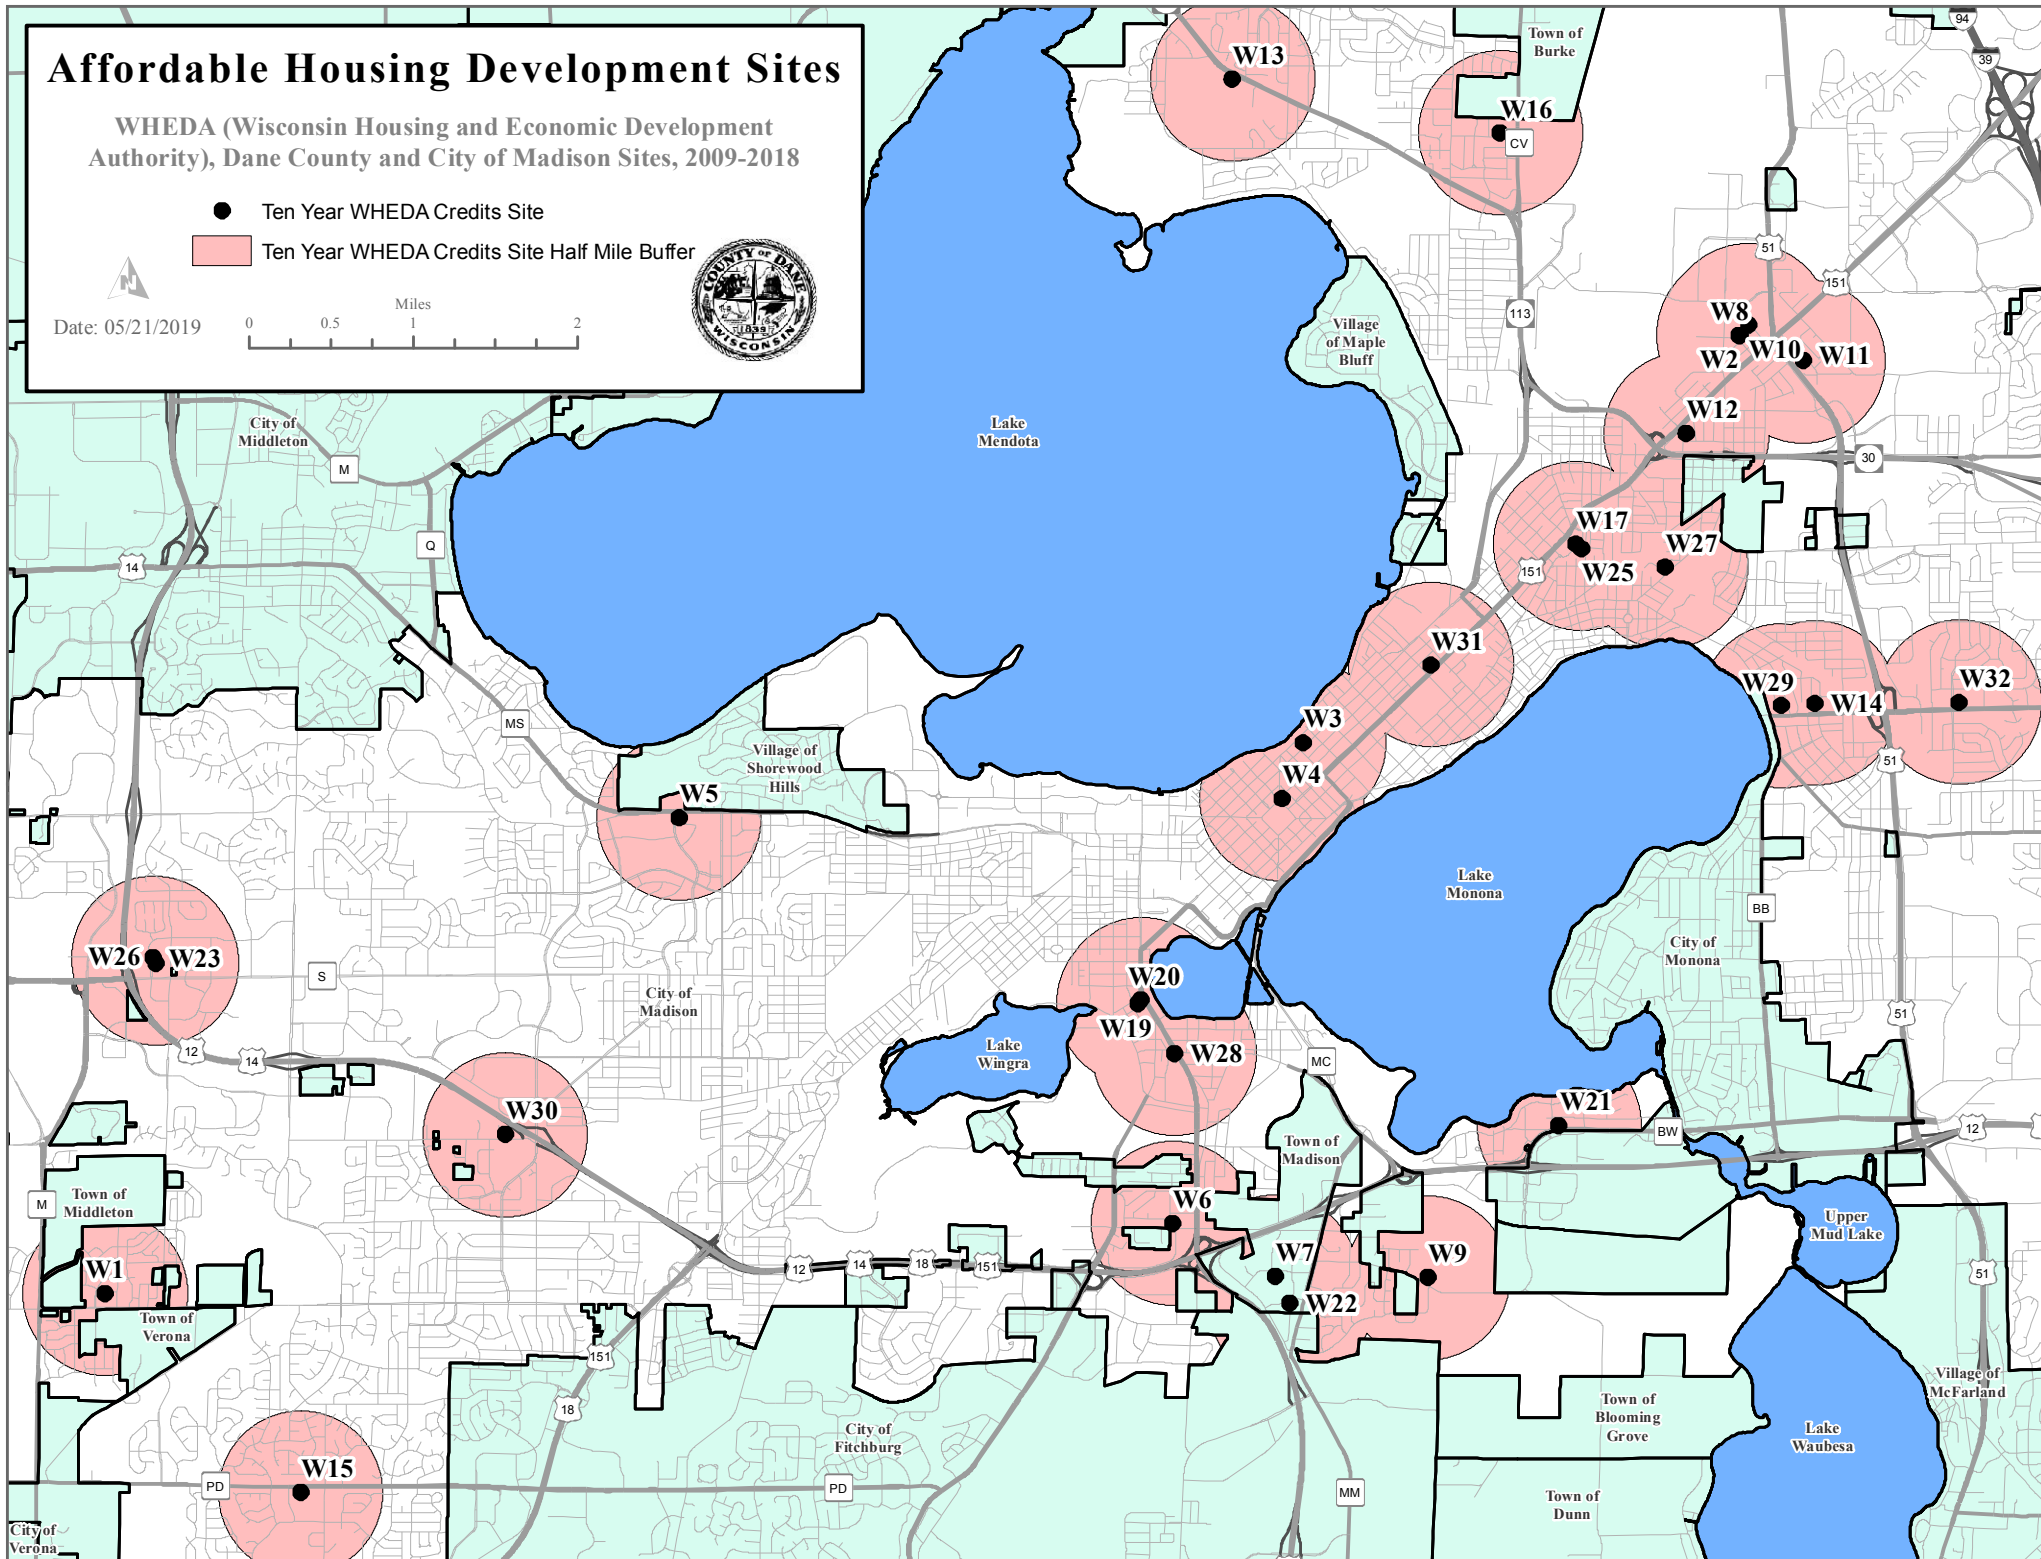 Affordable Housing Development Sites
WHEDA (Wisconsin Housing and Economic Development
Authority), Dane County and City of Madison Sites, 2009-2018
Ten Year WHEDA Credits Site
Ten Year WHEDA Credits Site Half Mile Buffer
N
Date: 05/21/2019
Miles
0 0.5 1 2
COUNTY OF DANE
1839
WISCONSIN
W13
Town of
Burke
94
39
W16
CV
51
151
113
Village
of Maple
Bluff
W8
W2
W10
W11
W12
30
City of
Middleton
M
Lake
Mendota
Q
14
W17
W25
W27
151
W31
W29
W14
W32
51
MS
W3
W4
Village of
Shorewood
Hills
W5
Lake
Monona
BB
City of
Monona
W26
W23
S
City of
Madison
W20
W19
Lake
Wingra
W28
MC
51
12
14
W30
W21
BW
12
Town of
Madison
Town of
Middleton
M
W6
Upper
Mud Lake
W1
Town of
Verona
12
14
18
151
W7
W22
W9
51
151
18
Village of
McFarland
Town of
Blooming
Grove
Lake
Waubesa
City of
Fitchburg
W15
PD
PD
MM
Town of
Dunn
City of
Verona